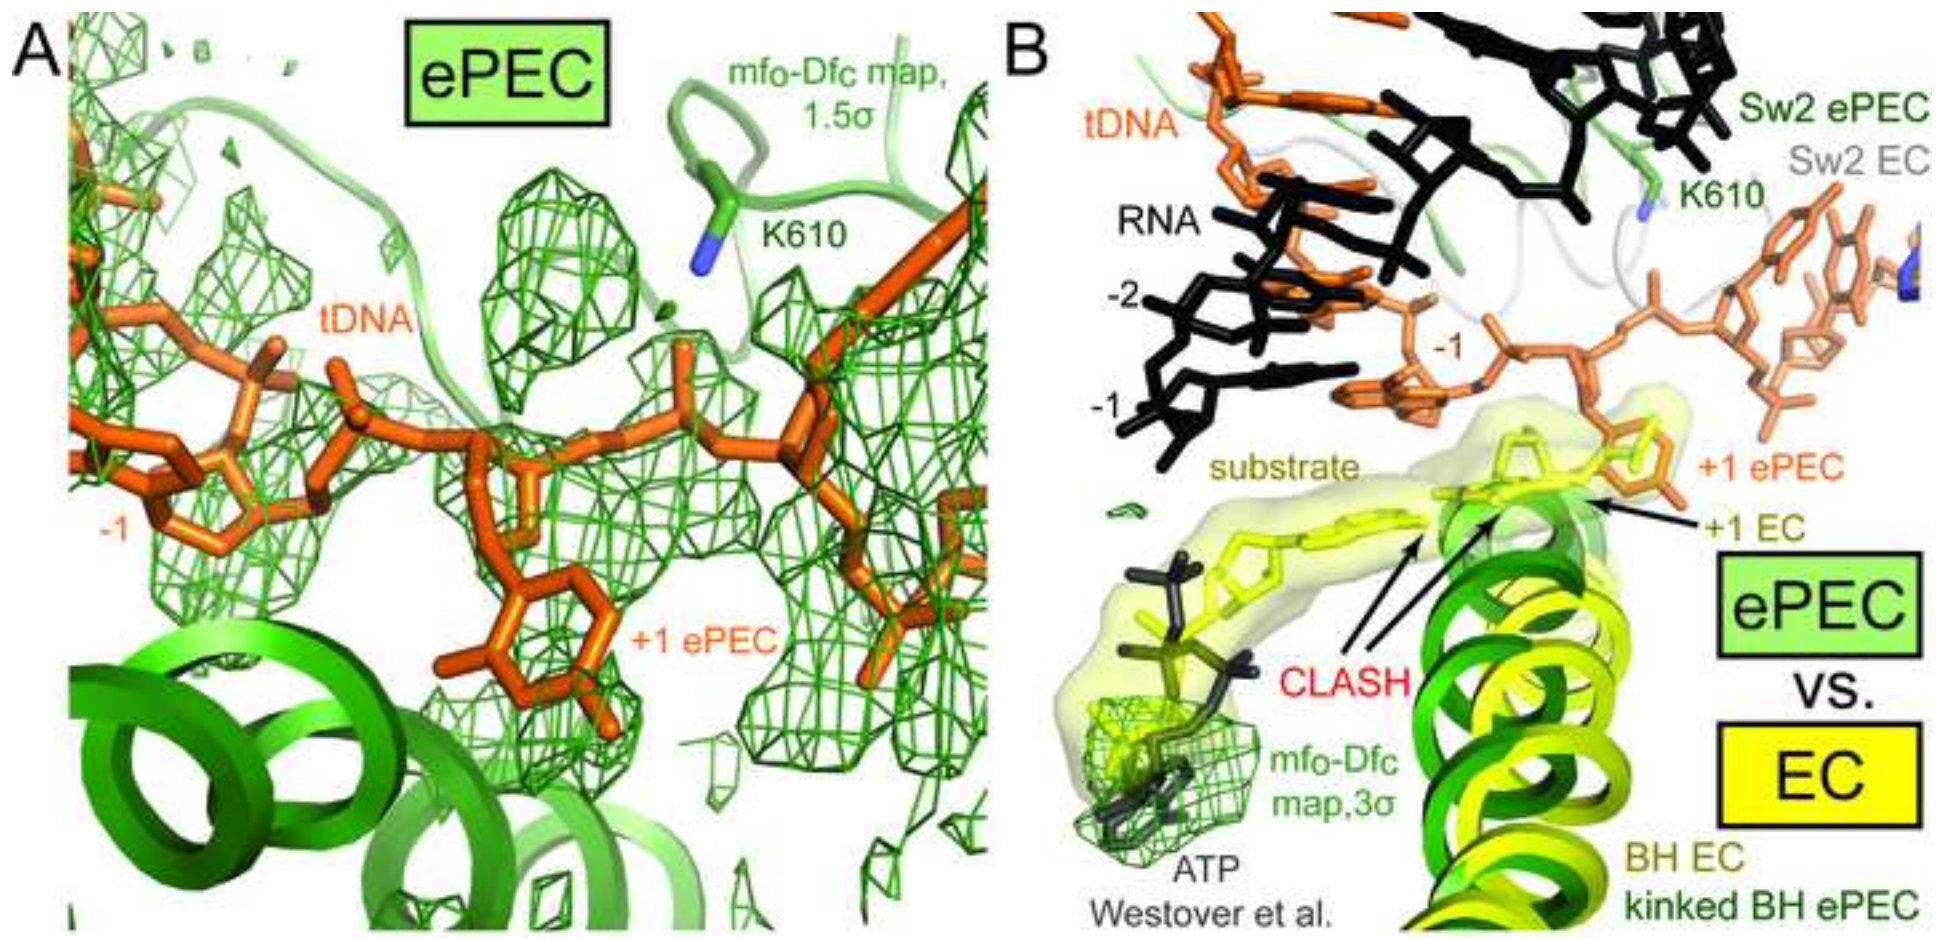 A
ePEC
mfo-Dfc map,
1.5σ
K610
tDNA
-1
+1 ePEC
B
tDNA
Sw2 ePEC
Sw2 EC
K610
RNA
-2
-1
-1
substrate
+1 ePEC
+1 EC
CLASH
ePEC
vs.
EC
mfo-Dfc
map,3σ
ATP
Westover et al.
BH EC
kinked BH ePEC